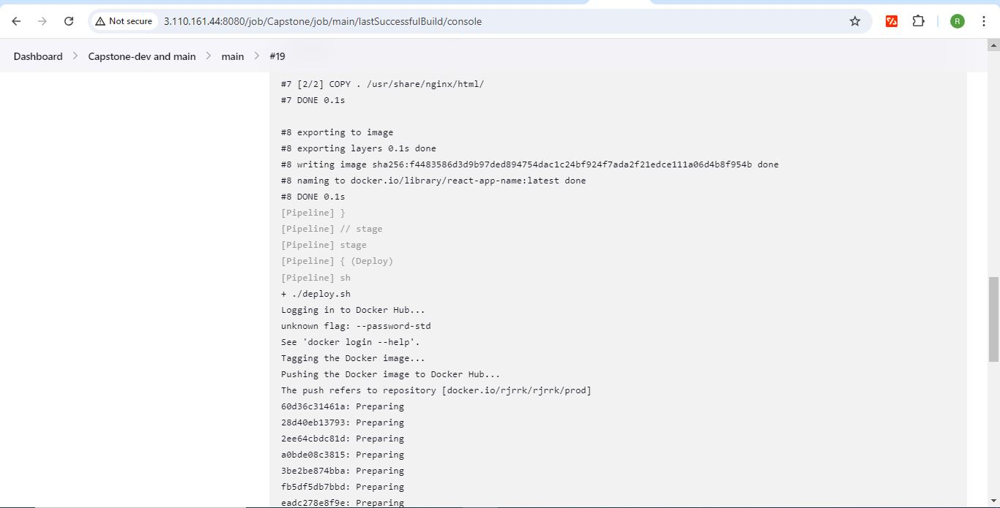 Not secure
3.110.161.44:8080/job/Capstone/job/main/lastSuccessfulBuild/console
R
Dashboard > Capstone-dev and main > main > #19
#7 [2/2] COPY . /usr/share/nginx/html/
#7 DONE 0.1s
#8 exporting to image
#8 exporting layers 0.1s done
#8 writing image sha256:f4483586d3d9b97ded894754dac1c24bf924f7ada2f21edce111a06d4b8f954b done
#8 naming to docker.io/library/react-app-name:latest done
#8 DONE 0.1s
[Pipeline] }
[Pipeline] // stage
[Pipeline] stage
[Pipeline] { (Deploy)
[Pipeline] sh
+ ./deploy.sh
Logging in to Docker Hub...
unknown flag: --password-std
See 'docker login --help'.
Tagging the Docker image...
Pushing the Docker image to Docker Hub...
The push refers to repository [docker.io/rjrrk/rjrrk/prod]
60d36c31461a: Preparing
28d40eb13793: Preparing
2ee64cbdc81d: Preparing
a0bde08c3815: Preparing
3be2be874bba: Preparing
fb5df5db7bbd: Preparing
eadc278e8f9e: Preparing